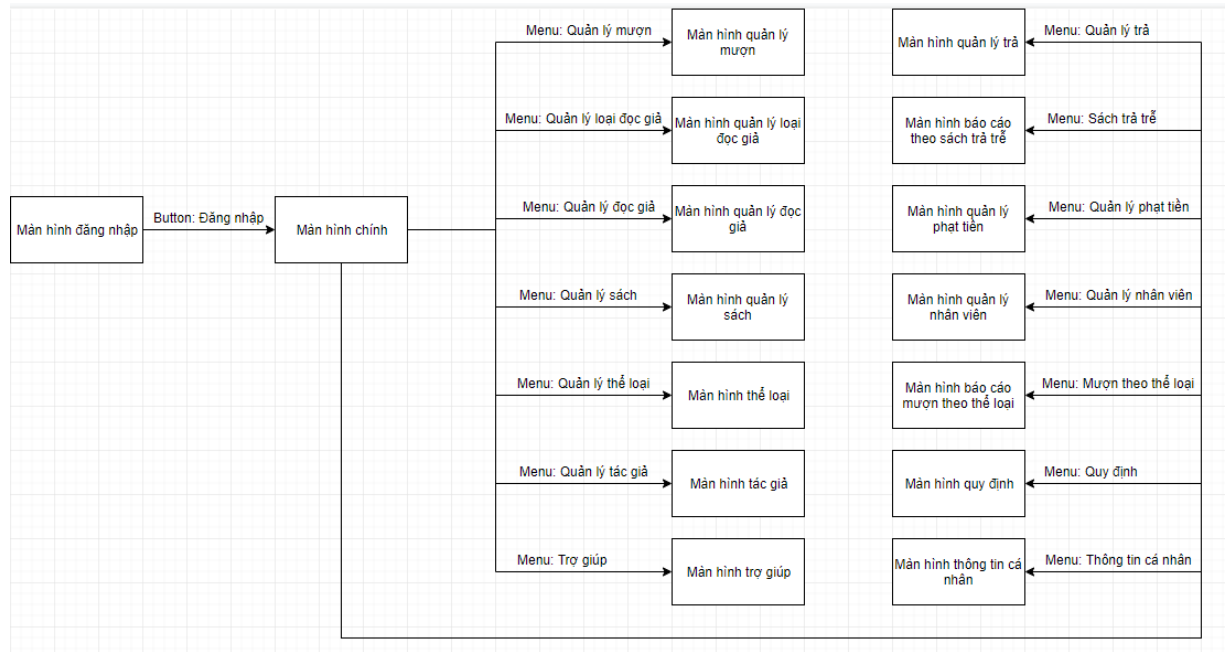 Menu: Quản lý mượn
Màn hình quản lý
mượn
Màn hình quản lý trả
Menu: Quản lý trả
Menu: Quản lý loại đọc giả
Màn hình quản lý loại
đọc giả
Màn hình báo cáo
theo sách trả trễ
Menu: Sách trả trễ
Màn hình đăng nhập
Button: Đăng nhập
Màn hình chính
Menu: Quản lý đọc giả
Màn hình quản lý đọc
giả
Màn hình quản lý
phạt tiền
Menu: Quản lý phạt tiền
Menu: Quản lý sách
Màn hình quản lý
sách
Màn hình quản lý
nhân viên
Menu: Quản lý nhân viên
Menu: Quản lý thể loại
Màn hình thể loại
Màn hình báo cáo
mượn theo thể loại
Menu: Mượn theo thể loại
Menu: Quản lý tác giả
Màn hình tác giả
Màn hình quy định
Menu: Quy định
Menu: Trợ giúp
Màn hình trợ giúp
Màn hình thông tin cá
nhân
Menu: Thông tin cá nhân